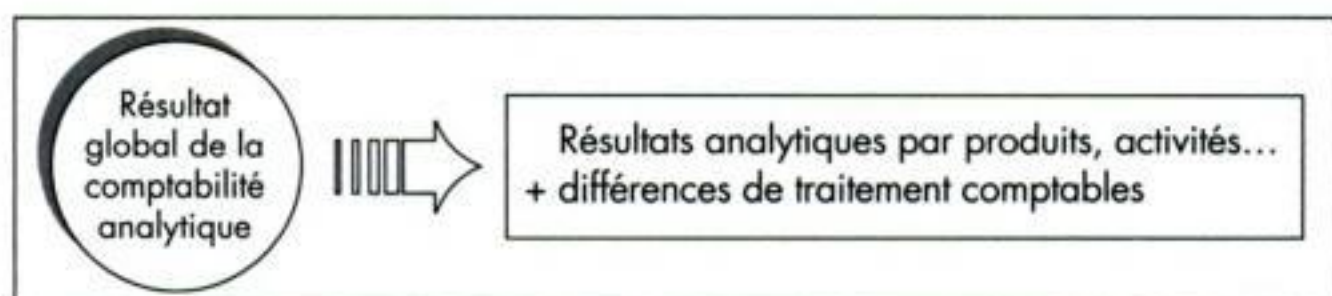 Résultat
global de la
comptabilité
analytique
Résultats analytiques par produits, activités...
+ différences de traitement comptables